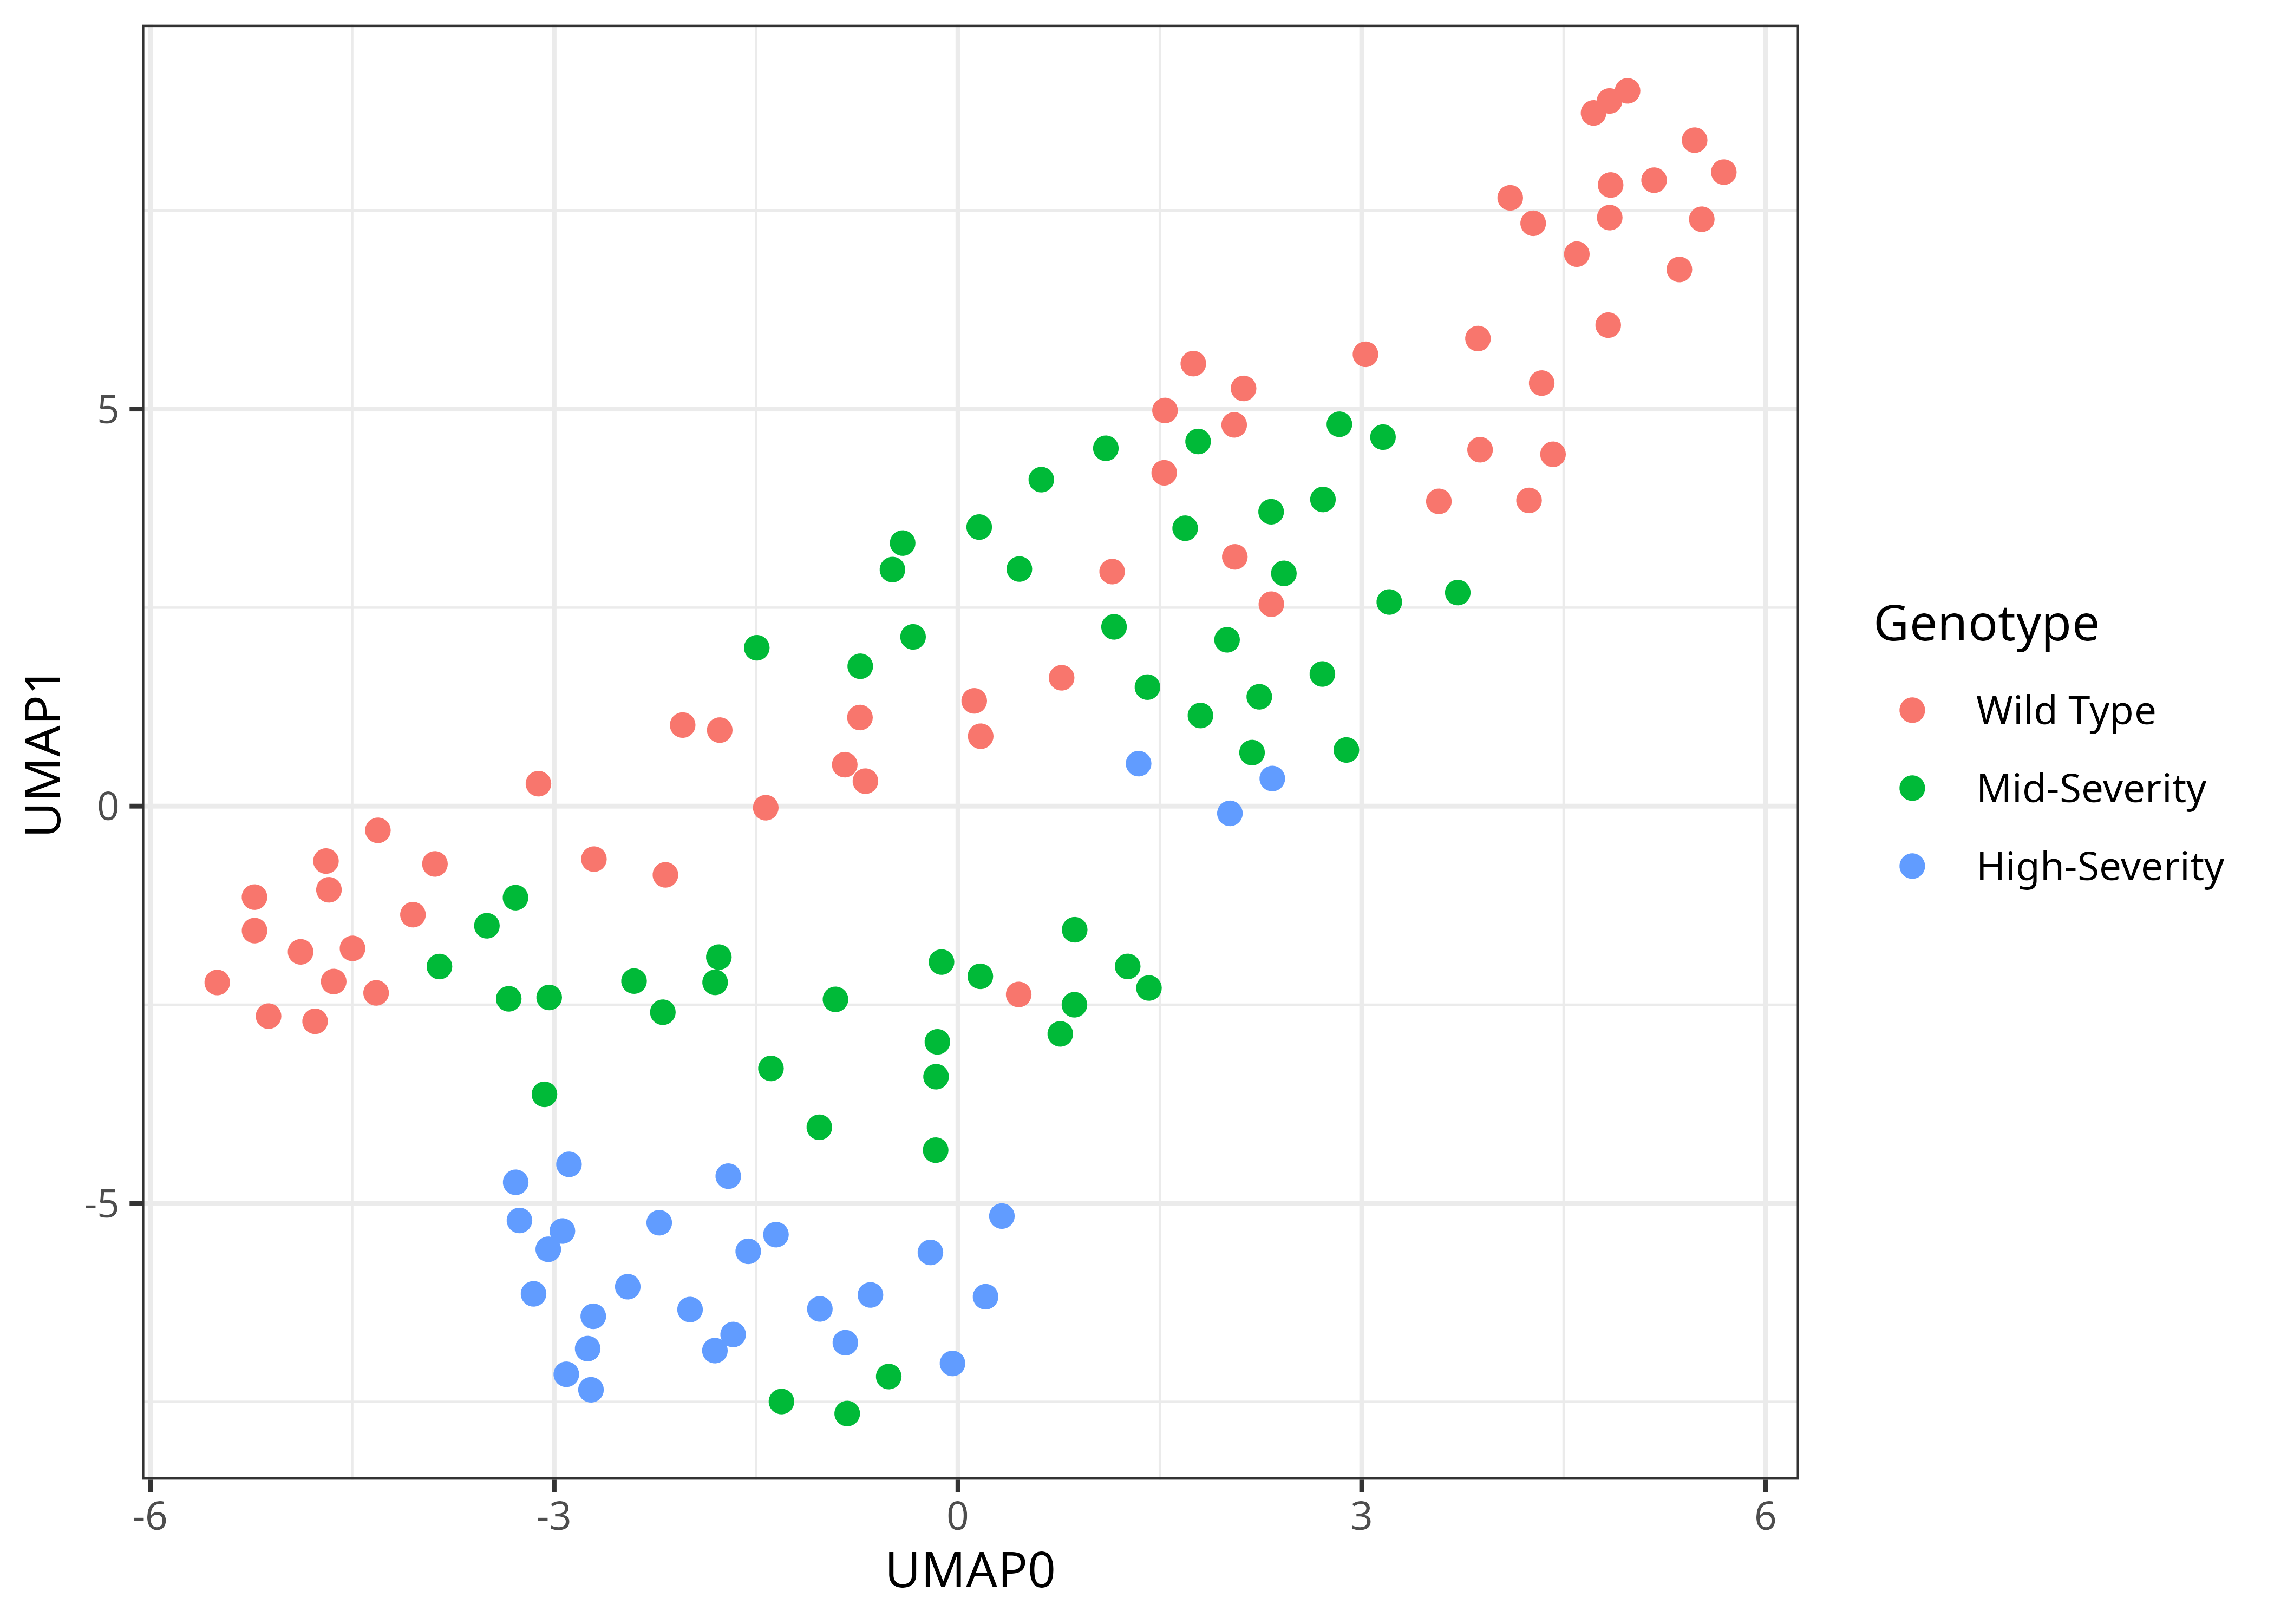 5
0
-5
-6
-3
0
3
6
UMAP0
UMAP1
Genotype
Wild Type
Mid-Severity
High-Severity